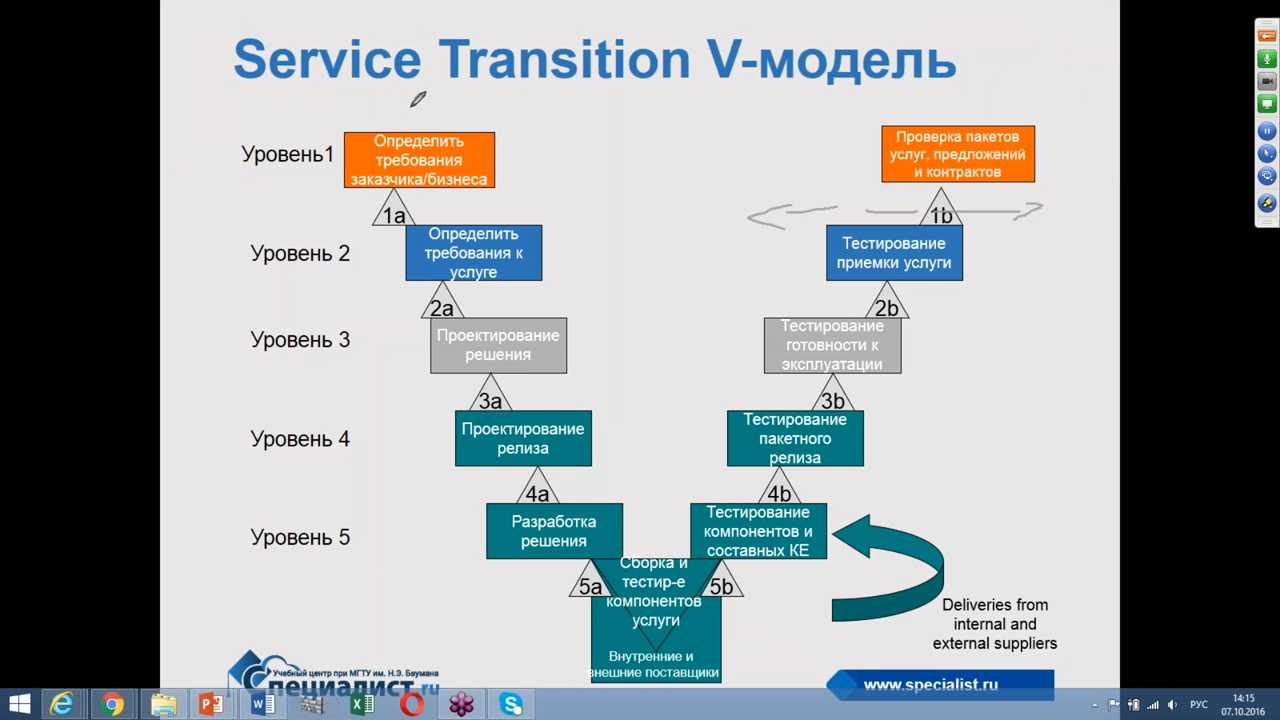 Service Transition V-модель
Уровень1
Определить
требования
заказчика/бизнеса
Проверка пакетов
услуг, предложений
и контрактов
1a
1b
Уровень 2
Определить
требования к
услуге
Тестирование
приемки услуги
2a
2b
Уровень 3
Проектирование
решения
Тестирование
готовности к
эксплуатации
3a
3b
Уровень 4
Проектирование
релиза
Тестирование
пакетного
релиза
4a
4b
Уровень 5
Разработка
решения
Тестирование
компонентов и
составных КЕ
5a
Сборка и
тестир-е
компонентов
услуги
5b
Внутренние и
внешние поставщики
Deliveries from
internal and
external suppliers
Учебный центр при МГТУ им. Н.Э. Баумана
Специалист.ru
www.specialist.ru
РУС
14:15
07.10.2016